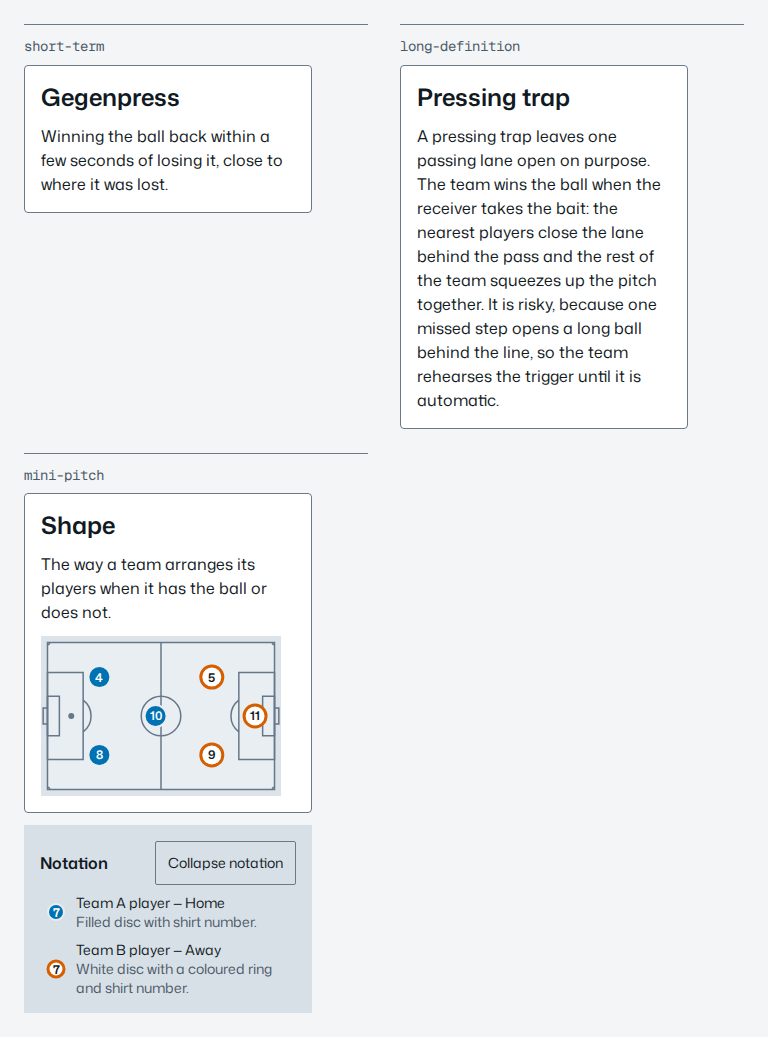 short-term
Gegenpress
Winning the ball back within a
few seconds of losing it, close to
where it was lost.
long-definition
Pressing trap
A pressing trap leaves one
passing lane open on purpose.
The team wins the ball when the
receiver takes the bait: the
nearest players close the lane
behind the pass and the rest of
the team squeezes up the pitch
together. It is risky, because one
missed step opens a long ball
behind the line, so the team
rehearses the trigger until it is
automatic.
mini-pitch
Shape
The way a team arranges its
players when it has the ball or
does not.
4
5
10
11
8
9
Notation
Collapse notation
7
Team A player – Home
Filled disc with shirt number.
7
Team B player – Away
White disc with a coloured ring
and shirt number.